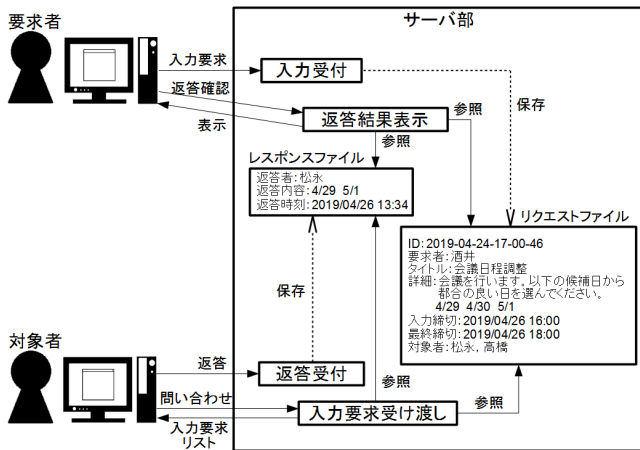 要求者
サーバ部
入力要求
入力受付
返答確認
保存
表示
返答結果表示
参照
参照
レスポンスファイル
返答者:松永
返答内容:4/29 5/1
返答時刻:2019/04/26 13:34
リクエストファイル
ID:2019-04-24-17-00-46
要求者:酒井
タイトル:会議日程調整
詳細:会議を行います。以下の候補日から
都合の良い日を選んでください。
4/29 4/30 5/1
入力締切:2019/04/26 16:00
最終締切:2019/04/26 18:00
対象者:松永, 高橋
保存
対象者
返答
返答受付
参照
問い合わせ
入力要求受け渡し
参照
入力要求
リスト